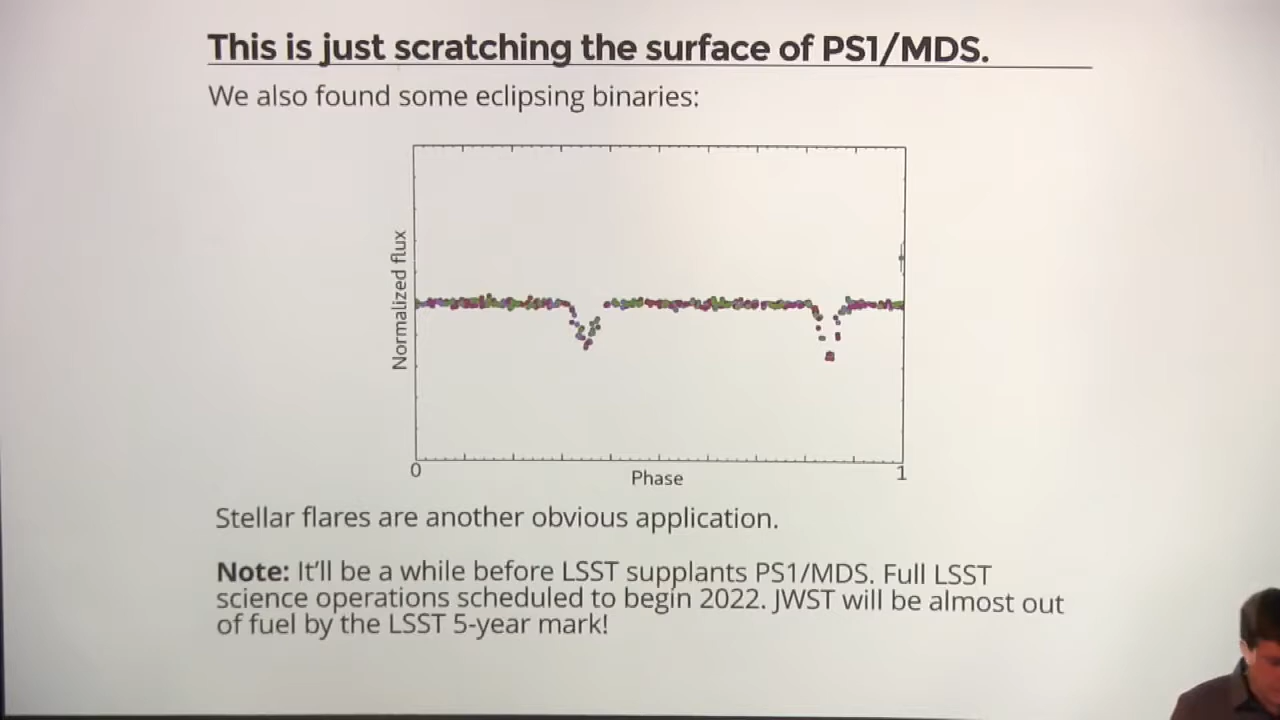 This is just scratching the surface of PS1/MDS.
We also found some eclipsing binaries:
Normalized flux
0
Phase
1
Stellar flares are another obvious application.
Note: It'll be a while before LSST supplants PS1/MDS. Full LSST
science operations scheduled to begin 2022. JWST will be almost out
of fuel by the LSST 5-year mark!